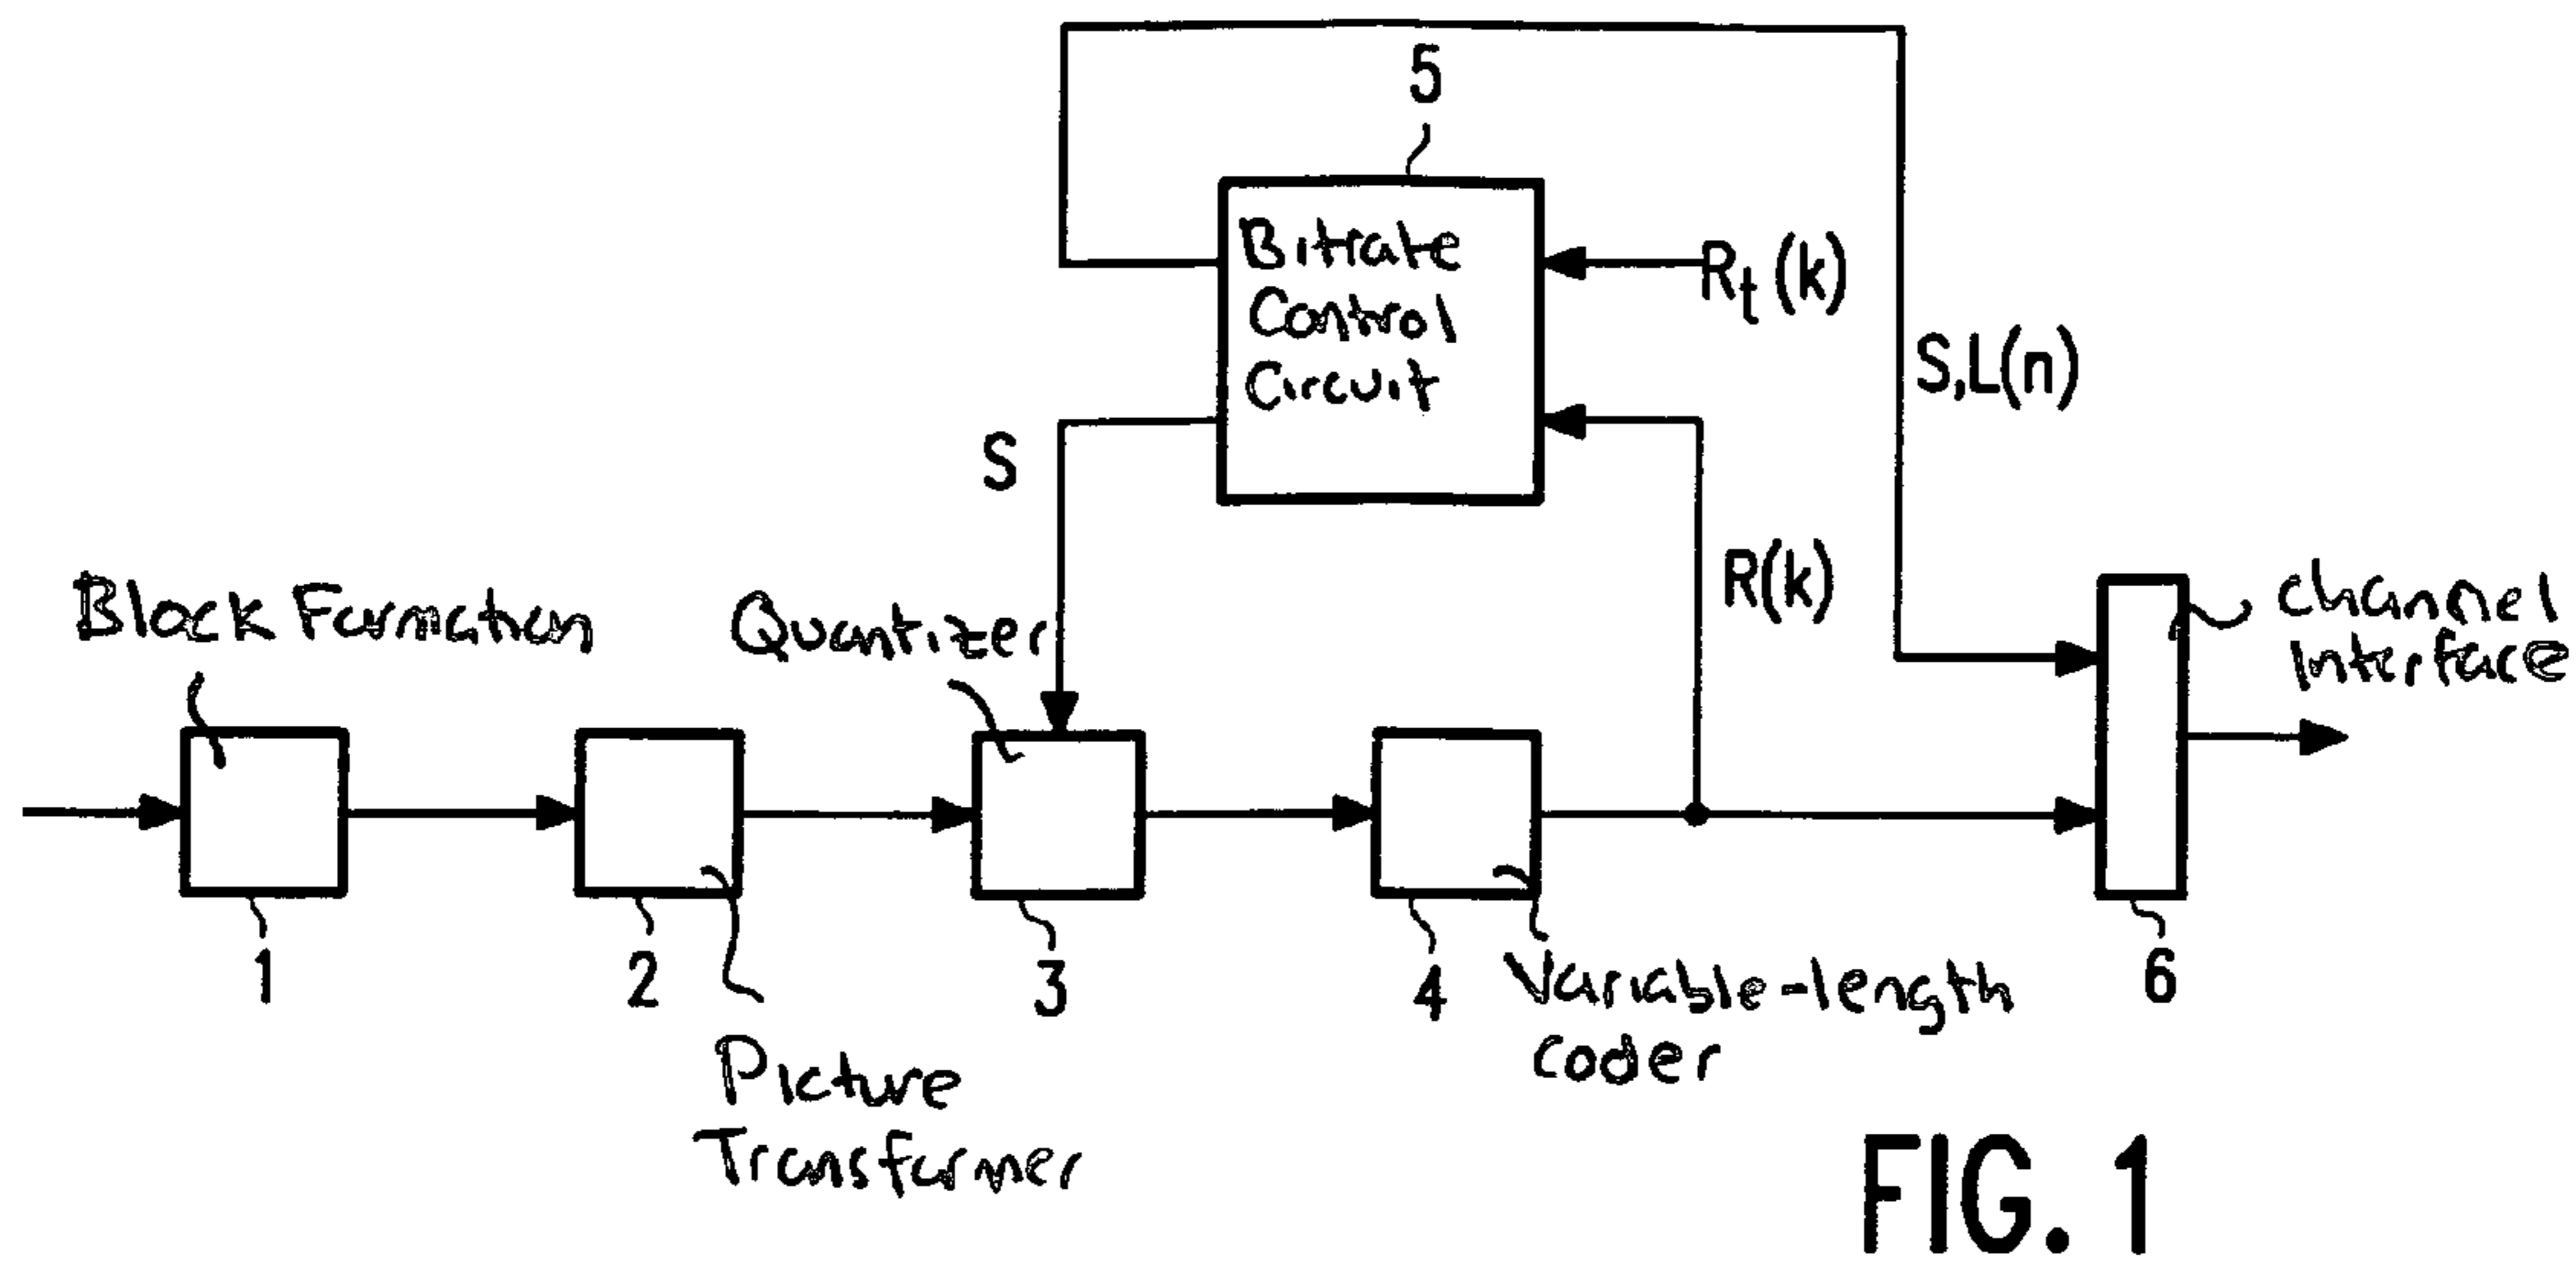 5
Bitrate
Control
Circuit
R_t(k)
S,L(n)
S
R(k)
Block Formation
Quantizer
channel
Interface
1
2
3
4
6
Variable-length
coder
Picture
Transformer
FIG. 1